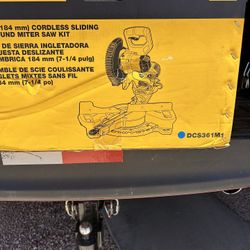 184 mm) CORDLESS SLIDING
UND MITER SAW KIT
DE SIERRA INGLETADORA
UESTA DESLIZANTE
MBRICA 184 mm (7-1/4 pulg)
MBLE DE SCIE COULISSANTE
GLETS MIXTES SANS FIL
84 mm (7-1/4 po)
DCS361M1